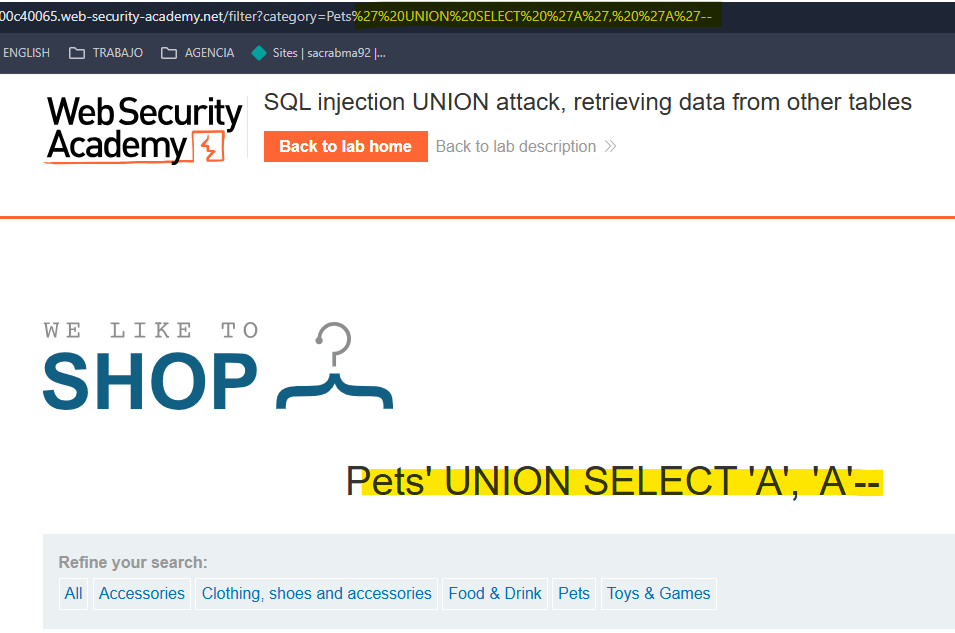 00c40065.web-security-academy.net/filter?category=Pets%27%20UNION%20SELECT%20%27A%27,%20%27A%27--
ENGLISH TRABAJO AGENCIA Sites | sacrabma92 |...
WebSecurity
Academy
SQL injection UNION attack, retrieving data from other tables
Back to lab home Back to lab description
WE LIKE TO
SHOP
Pets' UNION SELECT 'A', 'A'--
Refine your search:
All Accessories Clothing, shoes and accessories Food & Drink Pets Toys & Games